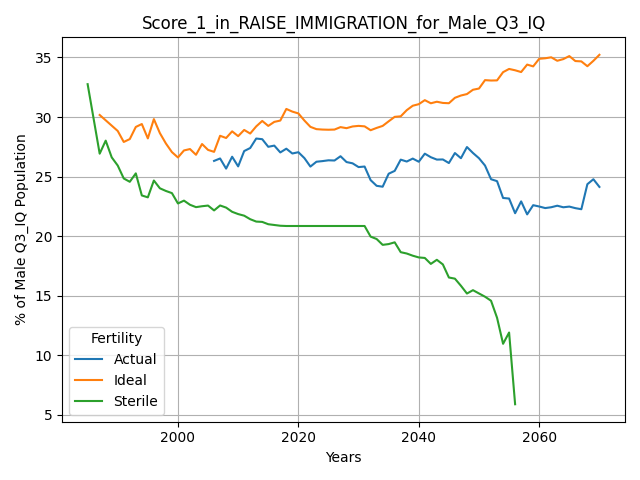 Score_1_in_RAISE_IMMIGRATION_for_Male_Q3_IQ
% of Male Q3_IQ Population
35
30
25
20
15
10
5
Fertility
Actual
Ideal
Sterile
2000 2020 2040 2060
Years